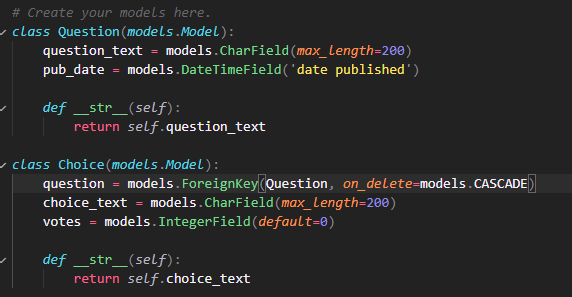 # Create your models here.
class Question(models.Model):
    question_text = models.CharField(max_length=200)
    pub_date = models.DateTimeField('date published')
    def __str__(self):
        return self.question_text
class Choice(models.Model):
    question = models.ForeignKey(Question, on_delete=models.CASCADE)
    choice_text = models.CharField(max_length=200)
    votes = models.IntegerField(default=0)
    def __str__(self):
        return self.choice_text